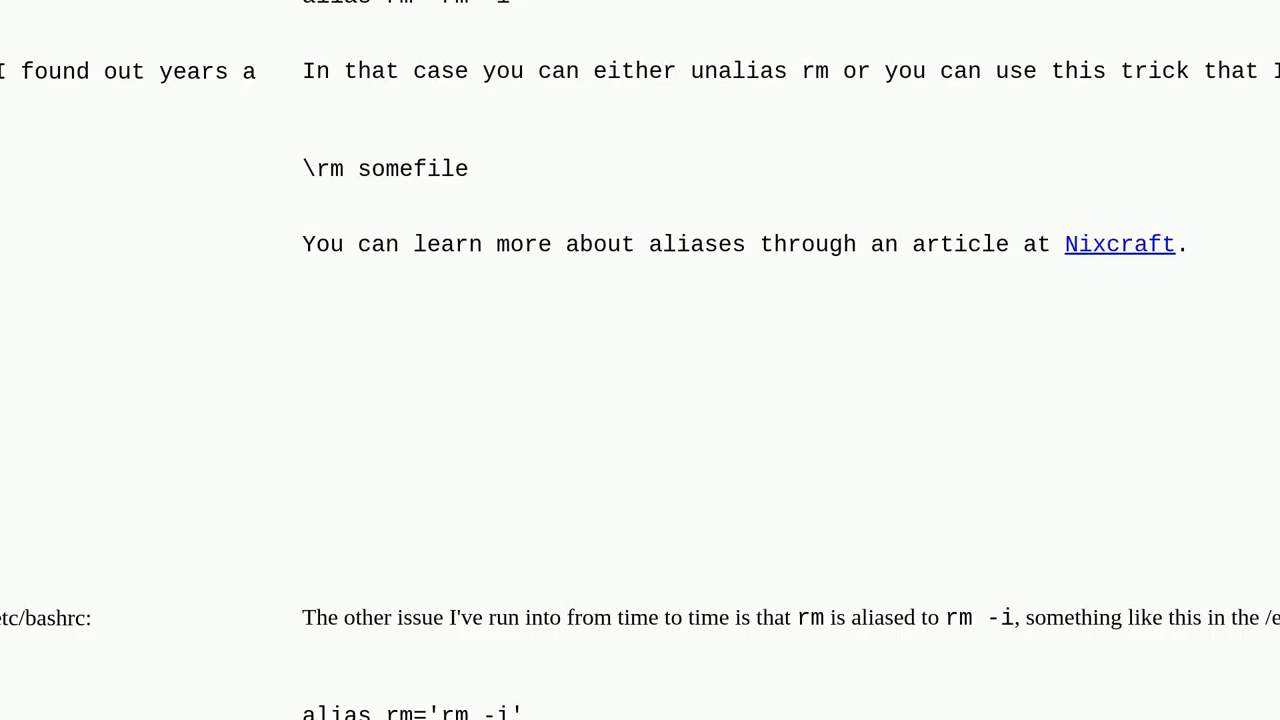 alias rm='rm -i'
I found out years a
In that case you can either unalias rm or you can use this trick that I
\rm somefile
You can learn more about aliases through an article at Nixcraft.
etc/bashrc:
The other issue I've run into from time to time is that rm is aliased to rm -i, something like this in the /e
alias rm='rm -i'